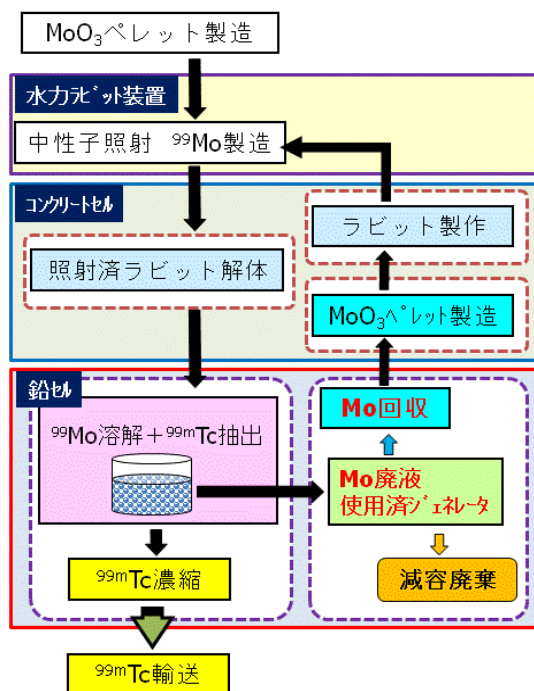 MoO₃ペレット製造
水力ﾗﾋﾞｯﾄ装置
中性子照射 ⁹⁹Mo製造
ｺﾝｸﾘｰﾄｾﾙ
ラビット製作
照射済ラビット解体
MoO₃ﾍﾟﾚｯﾄ製造
鉛ｾﾙ
Mo回収
⁹⁹Mo溶解＋⁹⁹ᵐTc抽出
Mo廃液
使用済ｼﾞｪﾈﾚｰﾀ
⁹⁹ᵐTc濃縮
減容廃棄
⁹⁹ᵐTc輸送